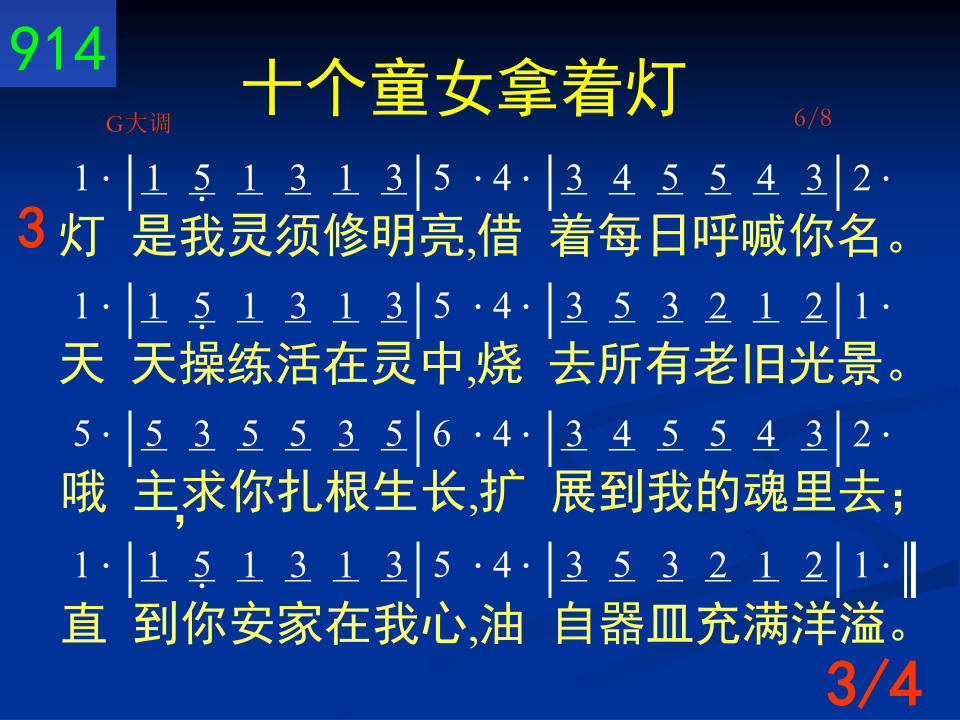 914
十个童女拿着灯
G大调 6/8
1 · | 1 5̣ 1 3 1 3 | 5 · 4 · | 3 4 5 5 4 3 | 2 ·
3 灯 是我灵须修明亮,借 着每日呼喊你名。
1 · | 1 5̣ 1 3 1 3 | 5 · 4 · | 3 5 3 2 1 2 | 1 ·
天 天操练活在灵中,烧 去所有老旧光景。
5 · | 5 3 5 5 3 5 | 6 · 4 · | 3 4 5 5 4 3 | 2 ·
哦 主,求你扎根生长,扩 展到我的魂里去；
1 · | 1 5̣ 1 3 1 3 | 5 · 4 · | 3 5 3 2 1 2 | 1 · ‖
直 到你安家在我心,油 自器皿充满洋溢。
3/4